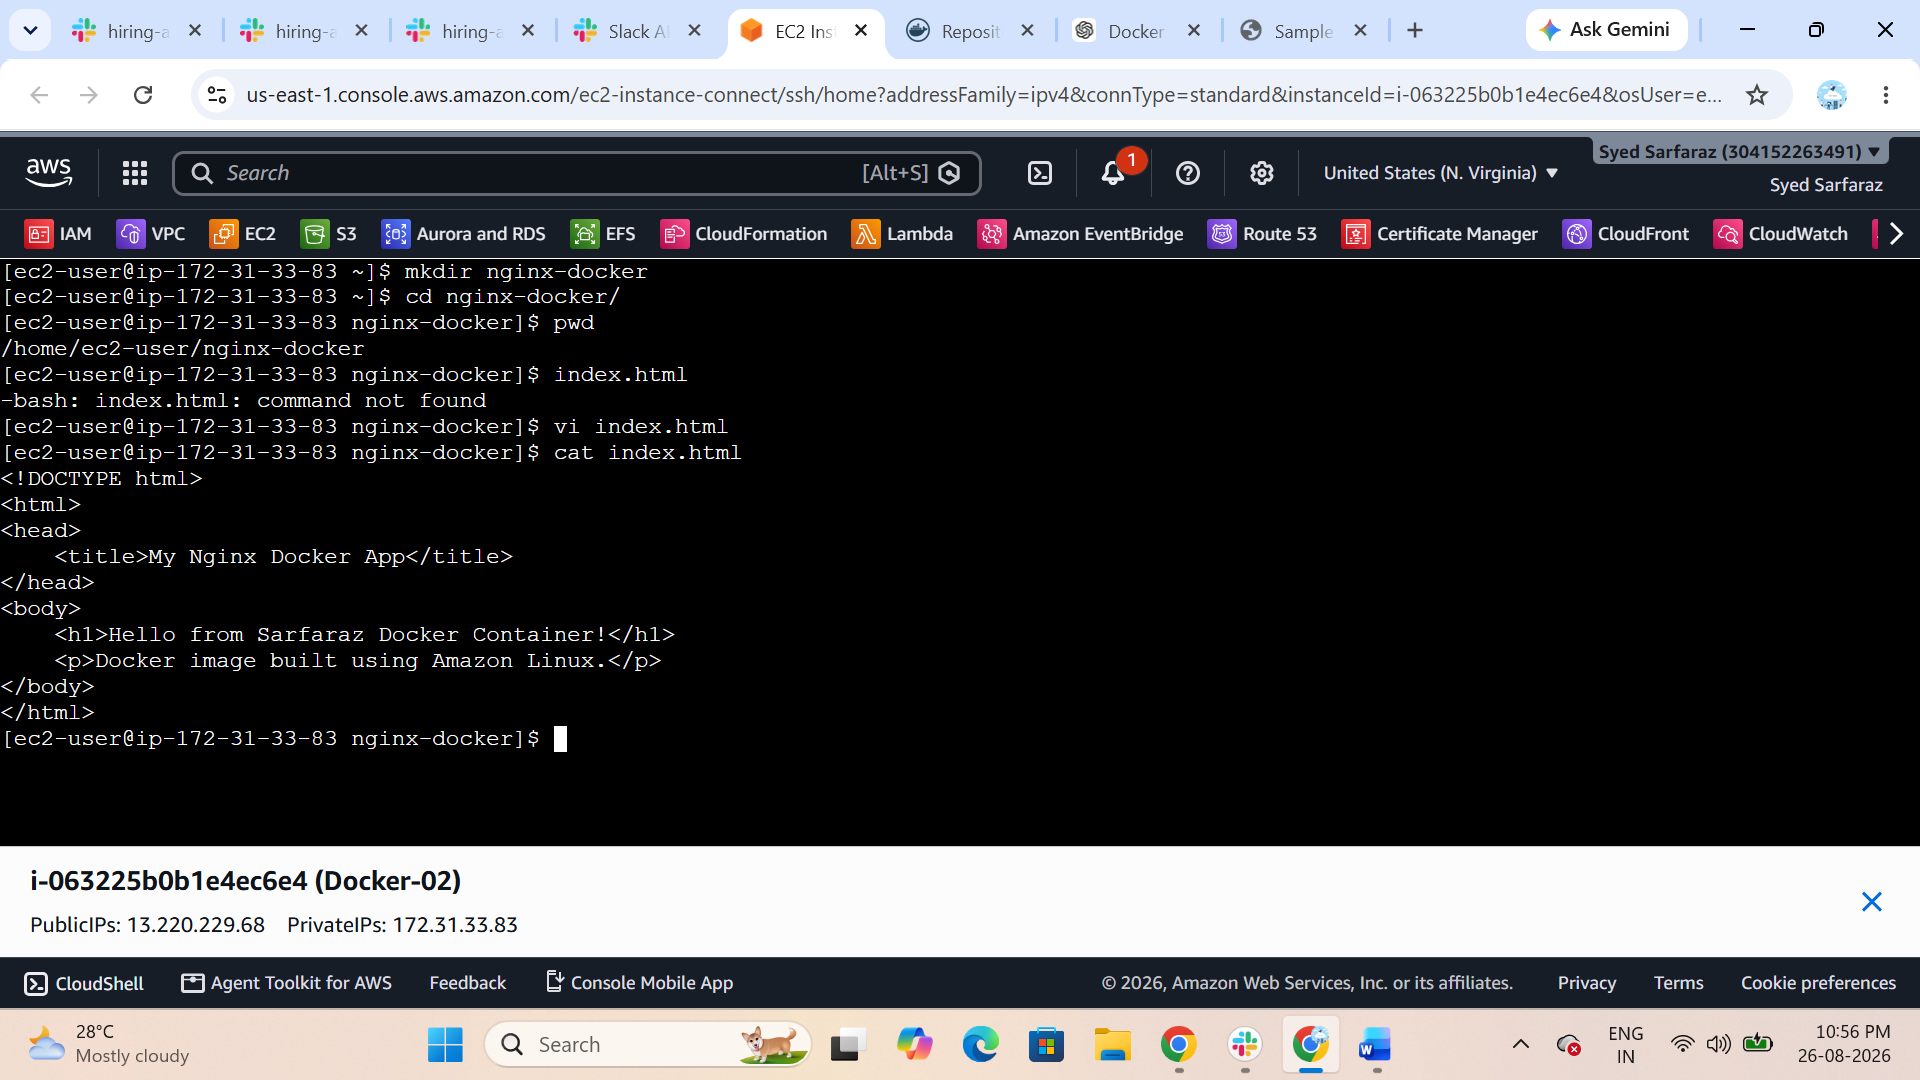 hiring-a
hiring-a
hiring-a
Slack A
EC2 Ins
Reposit
Docker
Sample
Ask Gemini
us-east-1.console.aws.amazon.com/ec2-instance-connect/ssh/home?addressFamily=ipv4&connType=standard&instanceId=i-063225b0b1e4ec6e4&osUser=e...
aws
Search [Alt+S]
1
United States (N. Virginia)
Syed Sarfaraz (304152263491)
Syed Sarfaraz
IAM VPC EC2 S3 Aurora and RDS EFS CloudFormation Lambda Amazon EventBridge Route 53 Certificate Manager CloudFront CloudWatch
[ec2-user@ip-172-31-33-83 ~]$ mkdir nginx-docker
[ec2-user@ip-172-31-33-83 ~]$ cd nginx-docker/
[ec2-user@ip-172-31-33-83 nginx-docker]$ pwd
/home/ec2-user/nginx-docker
[ec2-user@ip-172-31-33-83 nginx-docker]$ index.html
-bash: index.html: command not found
[ec2-user@ip-172-31-33-83 nginx-docker]$ vi index.html
[ec2-user@ip-172-31-33-83 nginx-docker]$ cat index.html
<!DOCTYPE html>
<html>
<head>
    <title>My Nginx Docker App</title>
</head>
<body>
    <h1>Hello from Sarfaraz Docker Container!</h1>
    <p>Docker image built using Amazon Linux.</p>
</body>
</html>
[ec2-user@ip-172-31-33-83 nginx-docker]$
i-063225b0b1e4ec6e4 (Docker-02)
PublicIPs: 13.220.229.68 PrivateIPs: 172.31.33.83
CloudShell Agent Toolkit for AWS Feedback Console Mobile App © 2026, Amazon Web Services, Inc. or its affiliates. Privacy Terms Cookie preferences
28°C
Mostly cloudy
Search
ENG
IN
10:56 PM
26-08-2026